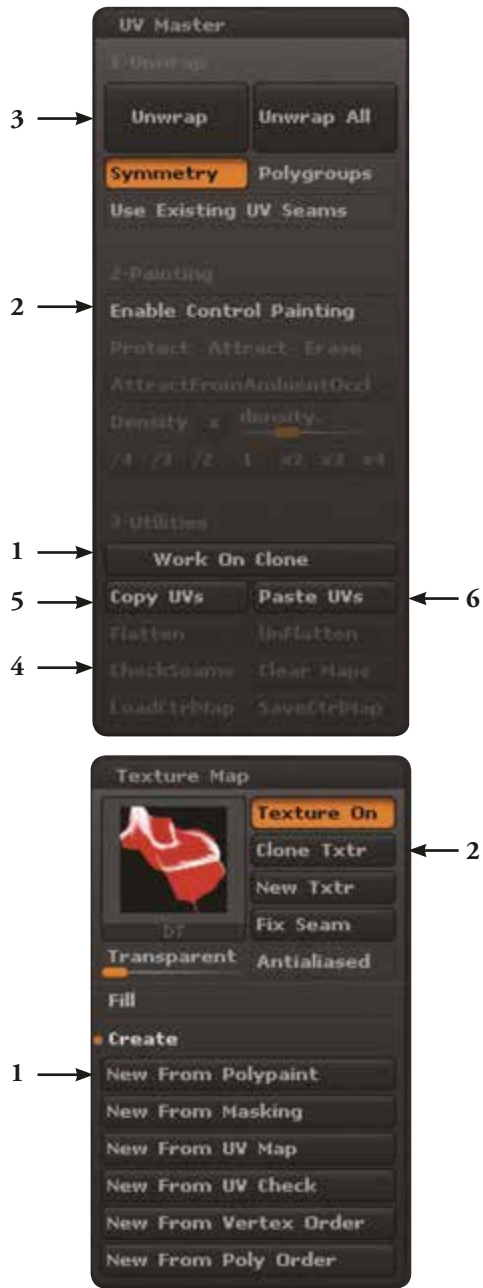 UV Master
1-Unwrap
3 Unwrap Unwrap All
Symmetry Polygroups
Use Existing UV Seams
2-Painting
2 Enable Control Painting
Protect Attract Erase
AttractFromAmbientOccl
Density x density.
/4 /3 /2 1 x2 x3 x4
3-Utilities
1 Work On Clone
5 Copy UVs Paste UVs 6
Flatten UnFlatten
4 CheckSeams Clear Maps
LoadCtrlMap SaveCtrlMap
Texture Map
Texture On
Clone Txtr 2
New Txtr
D7 Fix Seam
Transparent Antialiased
Fill
Create
1 New From Polypaint
New From Masking
New From UV Map
New From UV Check
New From Vertex Order
New From Poly Order